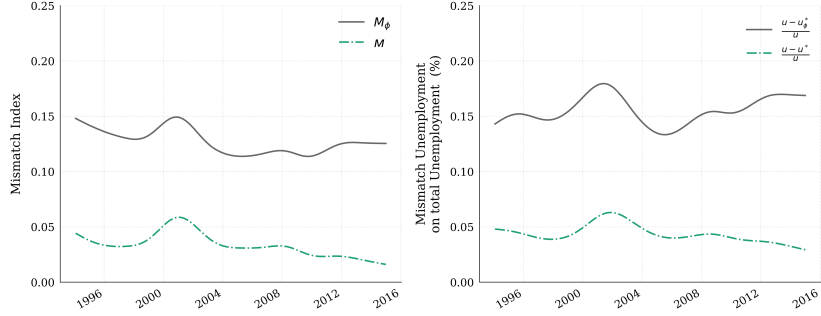 Mismatch Index
0.25
0.20
0.15
0.10
0.05
0.00
1996
2000
2004
2008
2012
2016
M_ϕ
M
Mismatch Unemployment
on total Unemployment (%)
0.25
0.20
0.15
0.10
0.05
0.00
1996
2000
2004
2008
2012
2016
u − u*_ϕ
u
u − u*
u